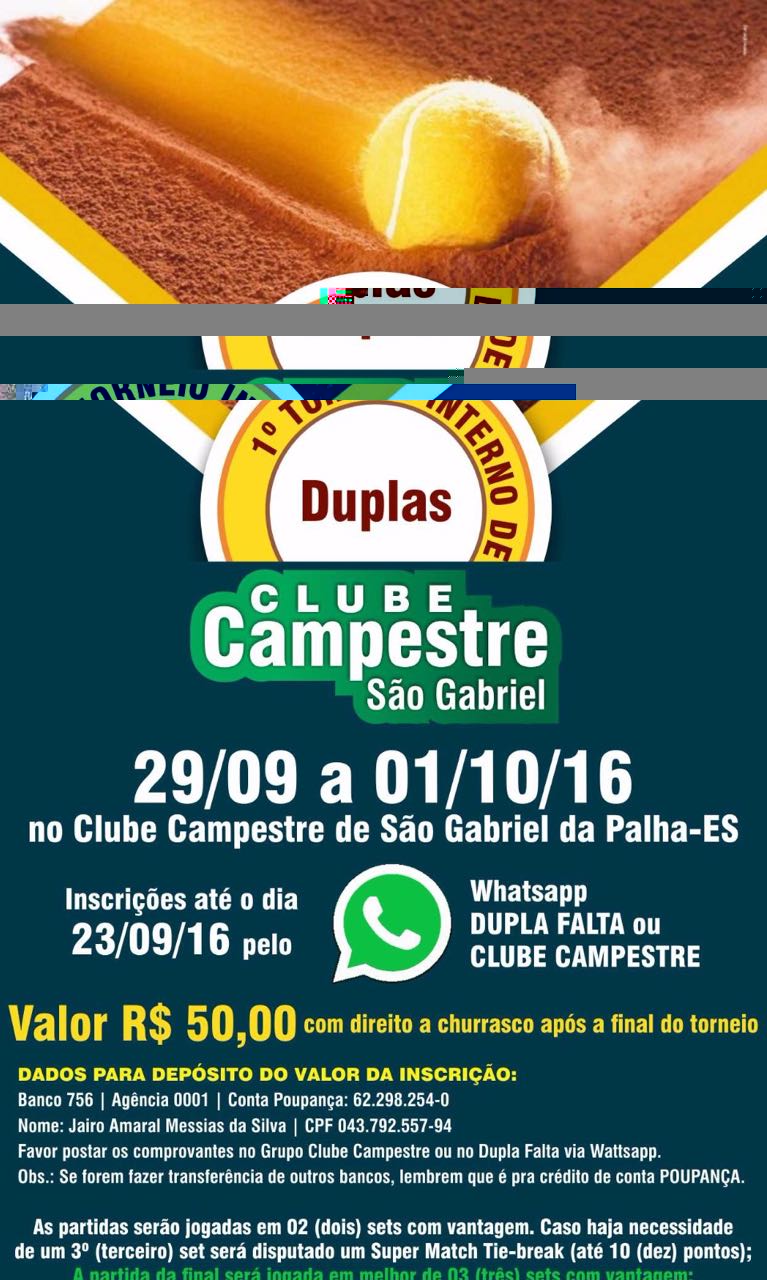 DE
TORNEIO
1º INTERNO DE
Duplas
CLUBE
Campestre
São Gabriel
29/09 a 01/10/16
no Clube Campestre de São Gabriel da Palha-ES
Inscrições até o dia
23/09/16 pelo
Whatsapp
DUPLA FALTA ou
CLUBE CAMPESTRE
Valor R$ 50,00 com direito a churrasco após a final do torneio
DADOS PARA DEPÓSITO DO VALOR DA INSCRIÇÃO:
Banco 756 | Agência 0001 | Conta Poupança: 62.298.254-0
Nome: Jairo Amaral Messias da Silva | CPF 043.792.557-94
Favor postar os comprovantes no Grupo Clube Campestre ou no Dupla Falta via Wattsapp.
Obs.: Se forem fazer transferência de outros bancos, lembrem que é pra crédito de conta POUPANÇA.
As partidas serão jogadas em 02 (dois) sets com vantagem. Caso haja necessidade
de um 3º (terceiro) set será disputado um Super Match Tie-break (até 10 (dez) pontos);
A partida da final será jogada em melhor de 03 (três) sets com vantagem;